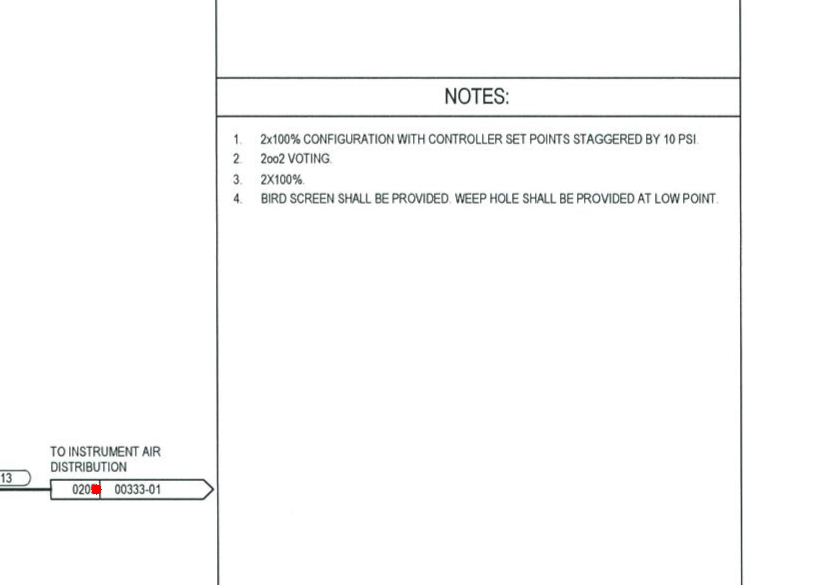 NOTES:
1. 2x100% CONFIGURATION WITH CONTROLLER SET POINTS STAGGERED BY 10 PSI.
2. 2oo2 VOTING.
3. 2X100%.
4. BIRD SCREEN SHALL BE PROVIDED. WEEP HOLE SHALL BE PROVIDED AT LOW POINT.
TO INSTRUMENT AIR
DISTRIBUTION
13
00333-01